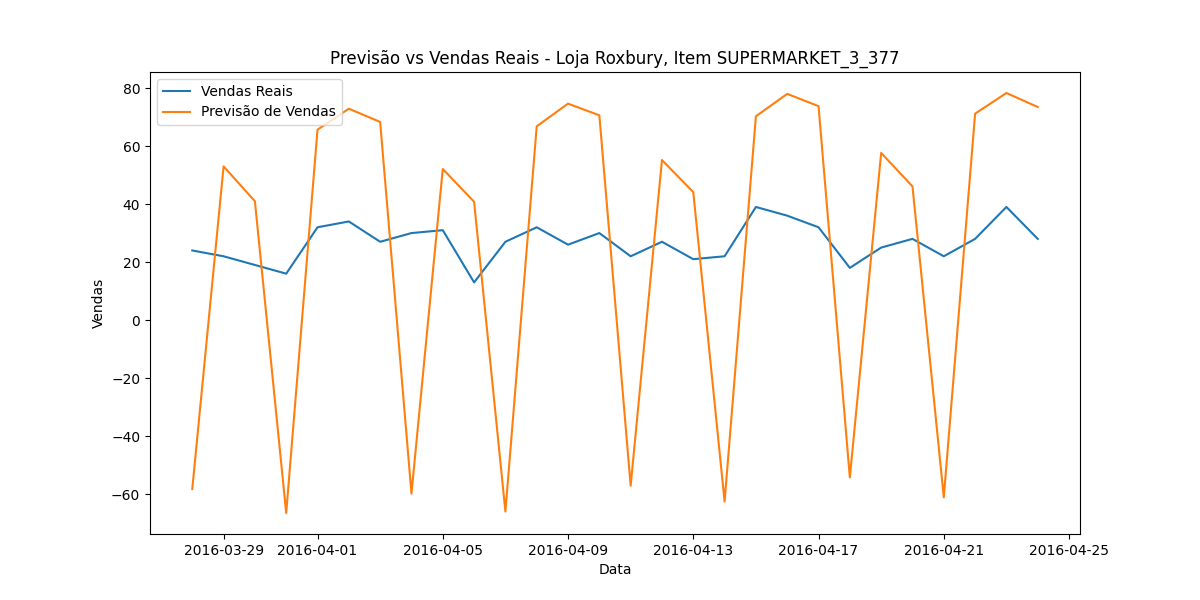 Previsão vs Vendas Reais - Loja Roxbury, Item SUPERMARKET_3_377
Vendas Reais
Previsão de Vendas
80
60
40
20
0
−20
−40
−60
Vendas
2016-03-29 2016-04-01 2016-04-05 2016-04-09 2016-04-13 2016-04-17 2016-04-21 2016-04-25
Data